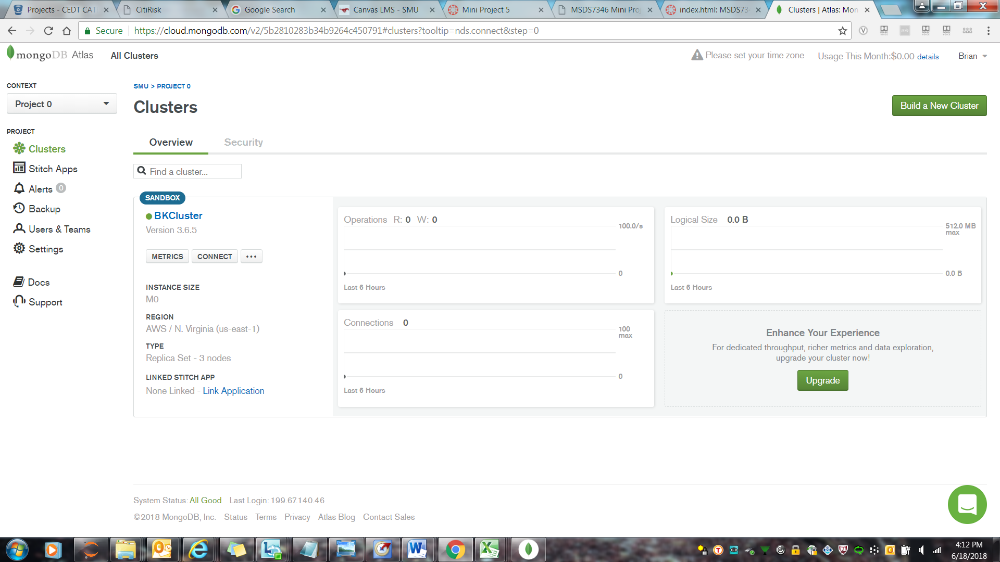 Projects - CEDT CAT
CitiRisk
Google Search
Canvas LMS - SMU
Mini Project 5
MSDS7346 Mini Proj
index.html: MSDS73
Clusters | Atlas: Mon
Secure
https://cloud.mongodb.com/v2/5b2810283b34b9264c450791#clusters?tooltip=nds.connect&step=0
mongoDB Atlas
All Clusters
Please set your time zone
Usage This Month:$0.00 details
Brian
CONTEXT
Project 0
PROJECT
Clusters
Stitch Apps
Alerts 0
Backup
Users & Teams
Settings
Docs
Support
SMU > PROJECT 0
Clusters
Build a New Cluster
Overview
Security
Find a cluster...
SANDBOX
BKCluster
Version 3.6.5
METRICS
CONNECT
INSTANCE SIZE
M0
REGION
AWS / N. Virginia (us-east-1)
TYPE
Replica Set - 3 nodes
LINKED STITCH APP
None Linked - Link Application
Operations R: 0 W: 0
100.0/s
0
Last 6 Hours
Logical Size 0.0 B
512.0 MB
max
0.0 B
Last 6 Hours
Connections 0
100
max
0
Last 6 Hours
Enhance Your Experience
For dedicated throughput, richer metrics and data exploration,
upgrade your cluster now!
Upgrade
System Status: All Good Last Login: 199.67.140.46
©2018 MongoDB, Inc. Status Terms Privacy Atlas Blog Contact Sales
4:12 PM
6/18/2018